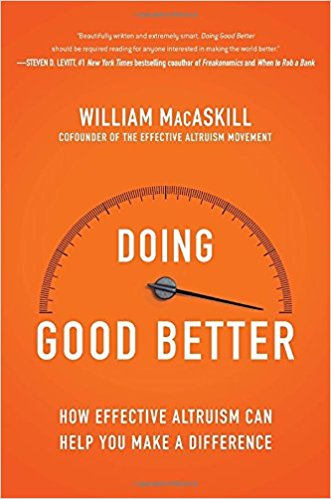 "Beautifully written and extremely smart. Doing Good Better
should be required reading for anyone interested in making the world better."
—STEVEN D. LEVITT, #1 New York Times bestselling coauthor of Freakonomics and When to Rob a Bank
WILLIAM MACASKILL
COFOUNDER OF THE EFFECTIVE ALTRUISM MOVEMENT
DOING
GOOD BETTER
HOW EFFECTIVE ALTRUISM CAN
HELP YOU MAKE A DIFFERENCE